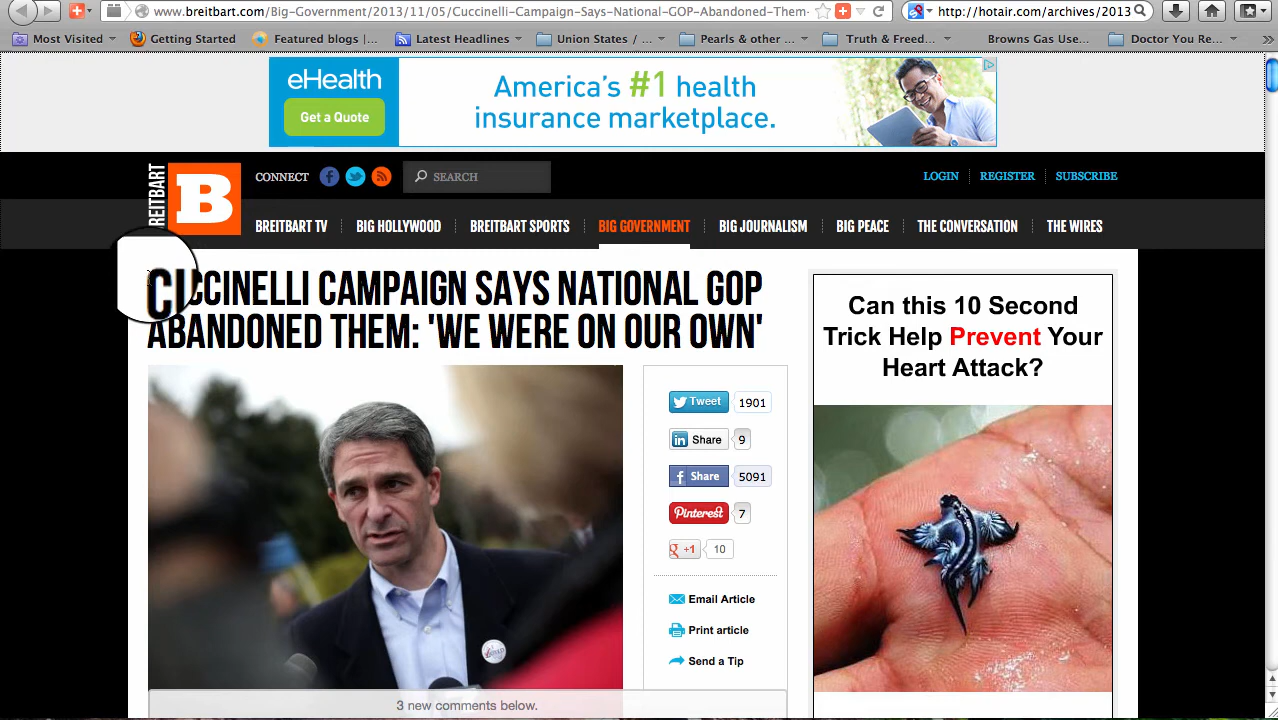 www.breitbart.com/Big-Government/2013/11/05/Cuccinelli-Campaign-Says-National-GOP-Abandoned-Them-
http://hotair.com/archives/2013
Most Visited
Getting Started
Featured blogs |...
Latest Headlines
Union States / ...
Pearls & other ...
Truth & Freed...
Browns Gas Use...
Doctor You Re...
eHealth
Get a Quote
America's #1 health
insurance marketplace.
BREITBART
B
CONNECT
SEARCH
LOGIN
REGISTER
SUBSCRIBE
BREITBART TV
BIG HOLLYWOOD
BREITBART SPORTS
BIG GOVERNMENT
BIG JOURNALISM
BIG PEACE
THE CONVERSATION
THE WIRES
CUCCINELLI CAMPAIGN SAYS NATIONAL GOP
ABANDONED THEM: 'WE WERE ON OUR OWN'
Tweet 1901
in Share 9
f Share 5091
Pinterest 7
g +1 10
Email Article
Print article
Send a Tip
3 new comments below.
Can this 10 Second
Trick Help Prevent Your
Heart Attack?